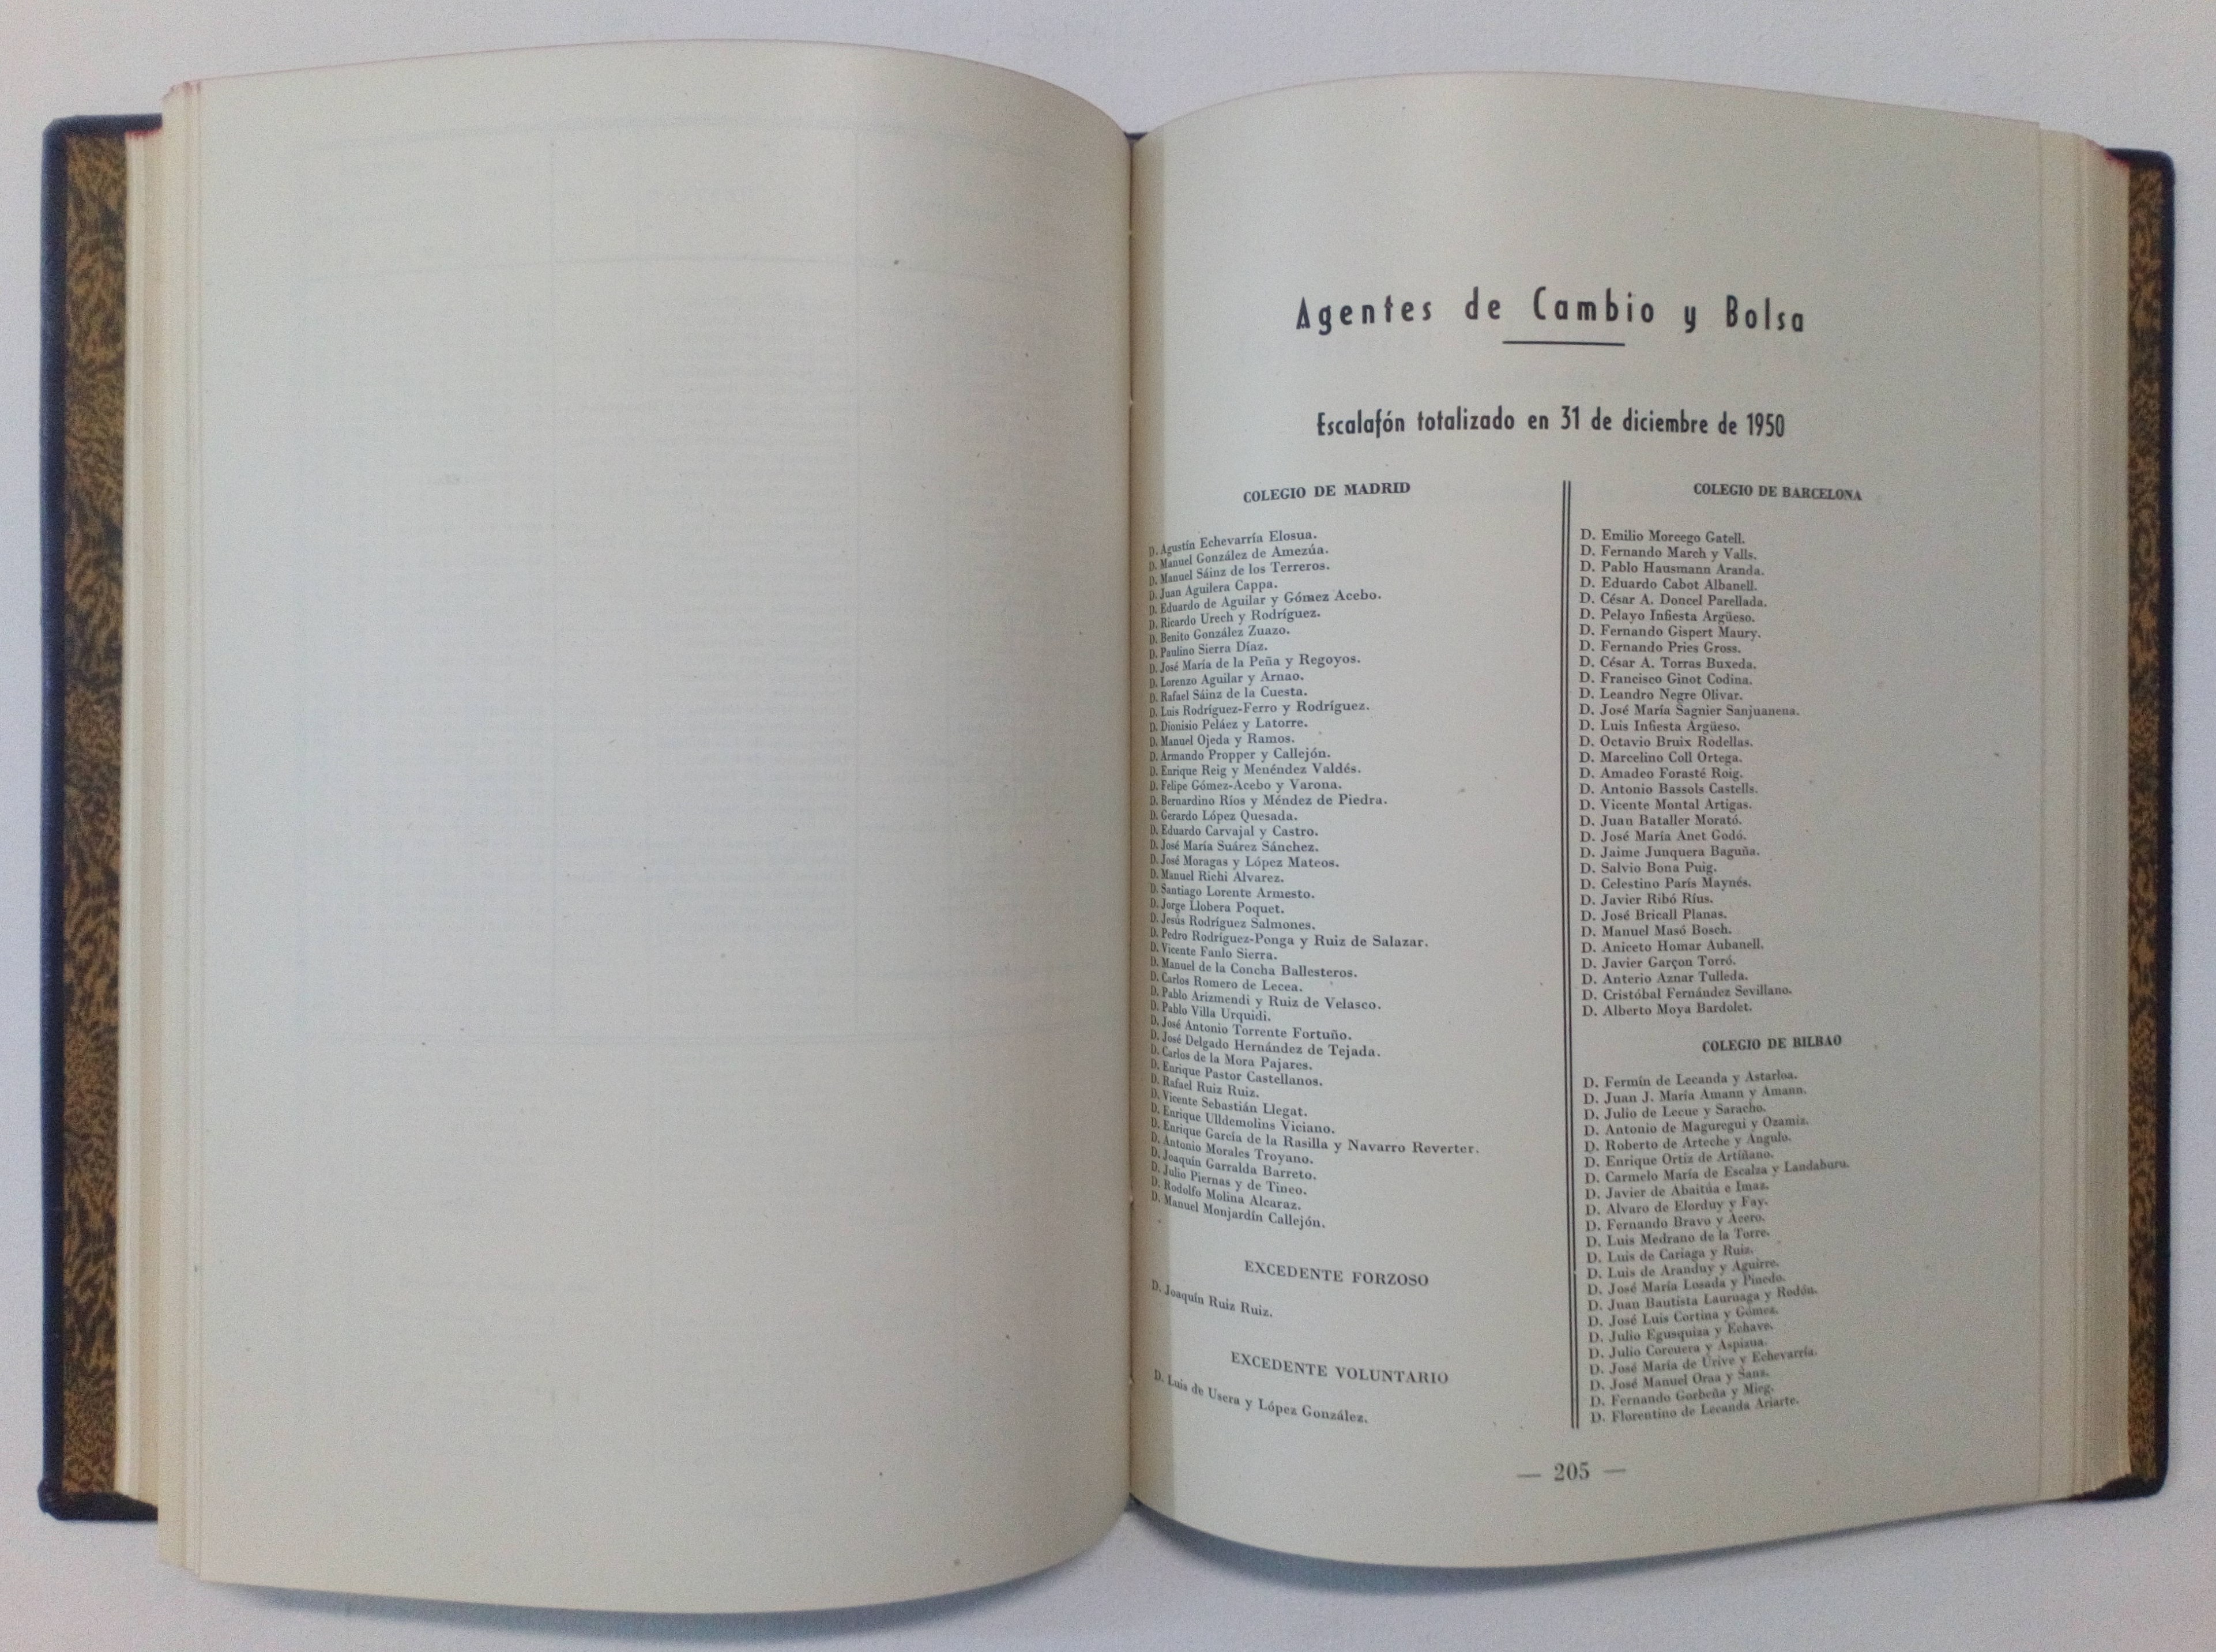 Agentes de Cambio y Bolsa
Escalafón totalizado en 31 de diciembre de 1950
COLEGIO DE MADRID
D. Agustín Echevarría Elosua.
D. Manuel González de Amezúa.
D. Manuel Sáinz de los Terreros.
D. Juan Aguilera Cappa.
D. Eduardo de Aguilar y Gómez Acebo.
D. Ricardo Urech y Rodríguez.
D. Benito González Zuazo.
D. Paulino Sierra Díaz.
D. José María de la Peña y Regoyos.
D. Lorenzo Aguilar y Arnao.
D. Rafael Sáinz de la Cuesta.
D. Luis Rodríguez-Ferro y Rodríguez.
D. Dionisio Peláez y Latorre.
D. Manuel Ojeda y Ramos.
D. Armando Propper y Callejón.
D. Enrique Reig y Menéndez Valdés.
D. Felipe Gómez-Acebo y Varona.
D. Bernardino Ríos y Méndez de Piedra.
D. Gerardo López Quesada.
D. Eduardo Carvajal y Castro.
D. José María Suárez Sánchez.
D. José Moragas y López Mateos.
D. Manuel Richi Alvarez.
D. Santiago Lorente Armesto.
D. Jorge Llobera Poquet.
D. Jesús Rodríguez Salmones.
D. Pedro Rodríguez-Ponga y Ruiz de Salazar.
D. Vicente Fanlo Sierra.
D. Manuel de la Concha Ballesteros.
D. Carlos Romero de Lecea.
D. Pablo Arizmendi y Ruiz de Velasco.
D. Pablo Villa Urquidi.
D. José Antonio Torrente Fortuño.
D. José Delgado Hernández de Tejada.
D. Carlos de la Mora Pajares.
D. Enrique Pastor Castellanos.
D. Rafael Ruiz Ruiz.
D. Vicente Sebastián Llegat.
D. Enrique Ulldemolins Viciano.
D. Enrique García de la Rasilla y Navarro Reverter.
D. Antonio Morales Troyano.
D. Joaquín Garralda Barreto.
D. Julio Piernas y de Tineo.
D. Rodolfo Molina Alcaraz.
D. Manuel Monjardín Callejón.
EXCEDENTE FORZOSO
D. Joaquín Ruiz Ruiz.
EXCEDENTE VOLUNTARIO
D. Luis de Usera y López González.
COLEGIO DE BARCELONA
D. Emilio Morcego Gatell.
D. Fernando March y Valls.
D. Pablo Hausmann Aranda.
D. Eduardo Cabot Albanell.
D. César A. Doncel Parellada.
D. Pelayo Infiesta Argüeso.
D. Fernando Gispert Maury.
D. Fernando Pries Gross.
D. César A. Torras Buxeda.
D. Francisco Ginot Codina.
D. Leandro Negre Olivar.
D. José María Sagnier Sanjuanena.
D. Luis Infiesta Argüeso.
D. Octavio Bruix Rodellas.
D. Marcelino Coll Ortega.
D. Amadeo Forasté Roig.
D. Antonio Bassols Castells.
D. Vicente Montal Artigas.
D. Juan Bataller Morató.
D. José María Anet Godó.
D. Jaime Junquera Baguña.
D. Salvio Bona Puig.
D. Celestino París Maynés.
D. Javier Ribó Ríus.
D. José Bricall Planas.
D. Manuel Masó Bosch.
D. Aniceto Homar Aubanell.
D. Javier Garçon Torró.
D. Anterio Aznar Tulleda.
D. Cristóbal Fernández Sevillano.
D. Alberto Moya Bardolet.
COLEGIO DE BILBAO
D. Fermín de Lecanda y Astarloa.
D. Juan J. María Amann y Amann.
D. Julio de Lecue y Saracho.
D. Antonio de Maguregui y Ozamiz.
D. Roberto de Arteche y Angulo.
D. Enrique Ortiz de Artiñano.
D. Carmelo María de Escalza y Landaburu.
D. Javier de Abaitúa e Imaz.
D. Alvaro de Elorduy y Fay.
D. Fernando Bravo y Acero.
D. Luis Medrano de la Torre.
D. Luis de Cariaga y Ruiz.
D. Luis de Aranduy y Aguirre.
D. José María Losada y Pinedo.
D. Juan Bautista Lauruaga y Rodón.
D. José Luis Cortina y Gómez.
D. Julio Egusquiza y Echave.
D. Julio Corcuera y Aspizua.
D. José María de Urive y Echevarría.
D. José Manuel Oraa y Sanz.
D. Fernando Gorbeña y Mieg.
D. Florentino de Lecanda Ariarte.
— 205 —